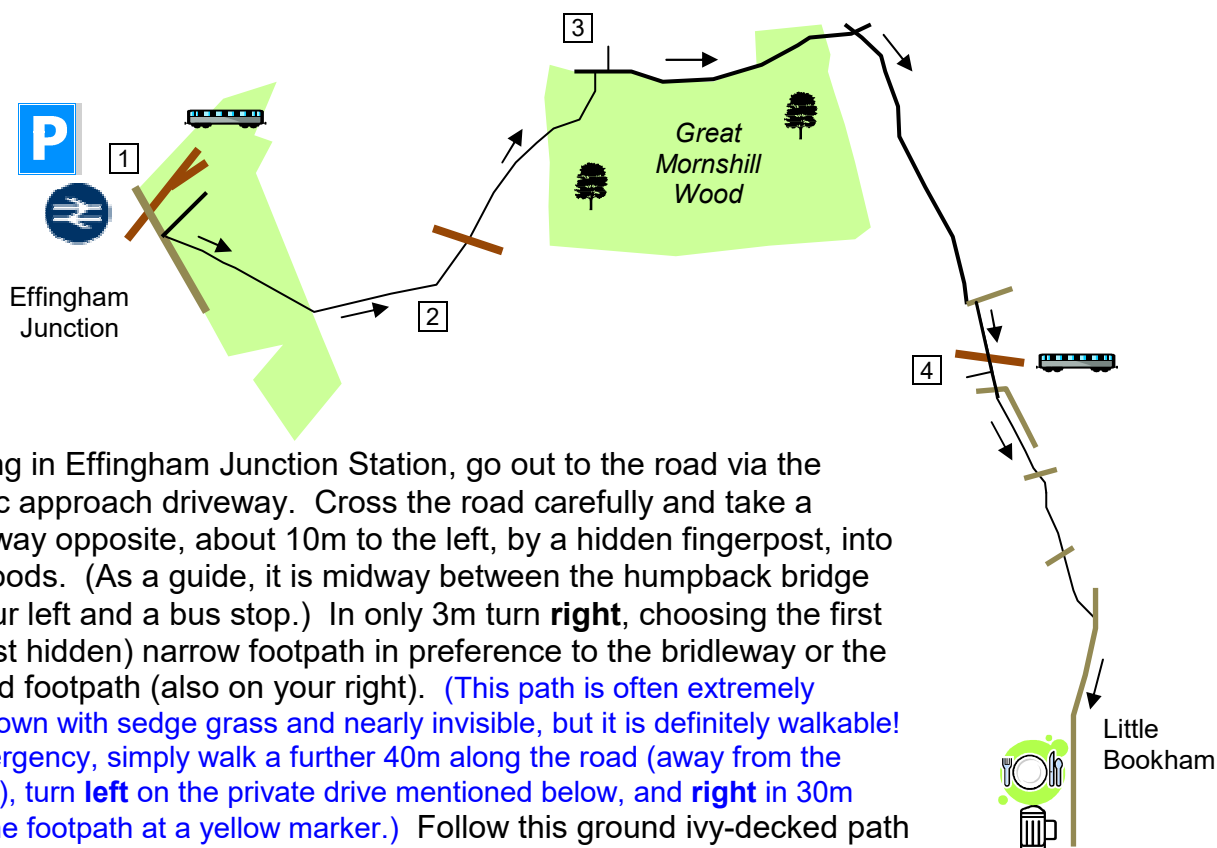 3
P
1
Great
Mornshill
Wood
Effingham
Junction
2
4
ng in Effingham Junction Station, go out to the road via the
c approach driveway. Cross the road carefully and take a
way opposite, about 10m to the left, by a hidden fingerpost, into
oods. (As a guide, it is midway between the humpback bridge
ur left and a bus stop.) In only 3m turn right, choosing the first
st hidden) narrow footpath in preference to the bridleway or the
d footpath (also on your right). (This path is often extremely
own with sedge grass and nearly invisible, but it is definitely walkable!
ergency, simply walk a further 40m along the road (away from the
), turn left on the private drive mentioned below, and right in 30m
ne footpath at a yellow marker.) Follow this ground ivy-decked path
Little
Bookham